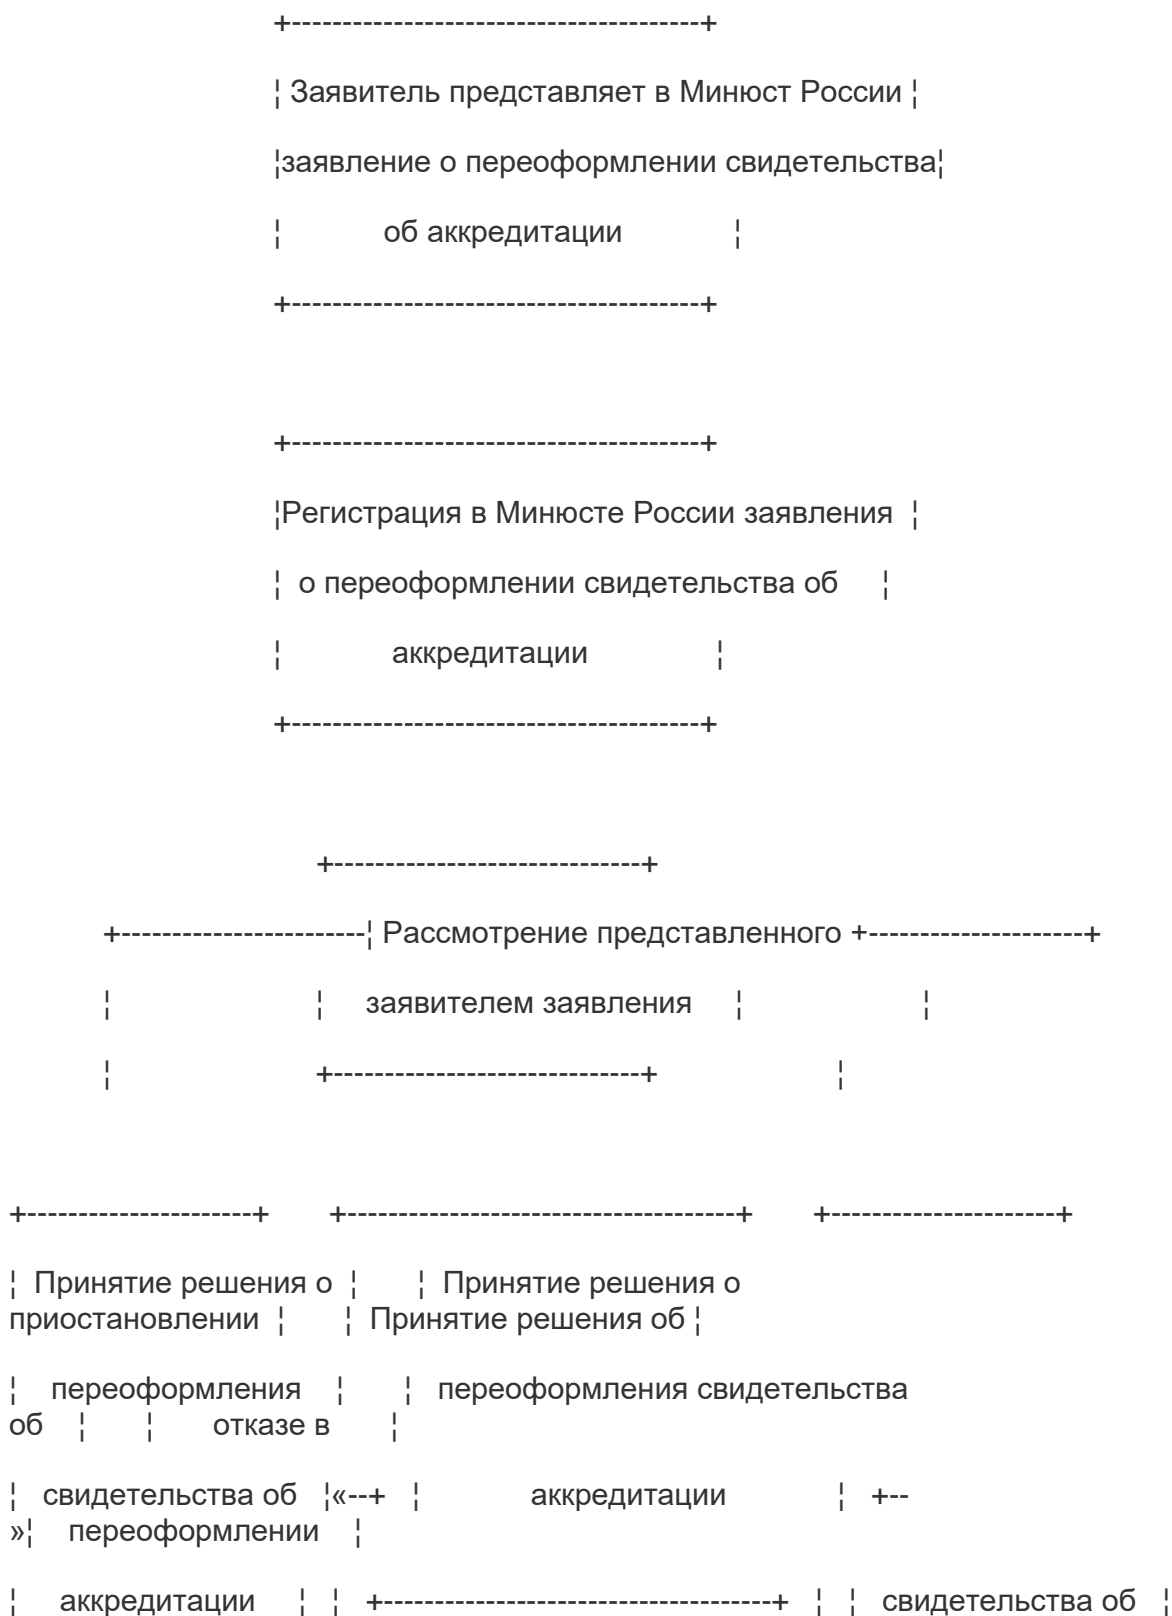 +----------------------------------------+
¦ Заявитель представляет в Минюст России ¦
¦заявление о переоформлении свидетельства¦
¦ об аккредитации ¦
+----------------------------------------+
+----------------------------------------+
¦Регистрация в Минюсте России заявления ¦
¦ о переоформлении свидетельства об ¦
¦ аккредитации ¦
+----------------------------------------+
+------------------------------+
+------------------------¦ Рассмотрение представленного +---------------------+
¦ ¦ заявителем заявления ¦ ¦
¦ +------------------------------+ ¦
+----------------------+ +--------------------------------------+ +----------------------+
¦ Принятие решения о ¦ ¦ Принятие решения о
приостановлении ¦ ¦ Принятие решения об ¦
¦ переоформления ¦ ¦ переоформления свидетельства
об ¦ ¦ отказе в ¦
¦ свидетельства об ¦«--+ ¦ аккредитации ¦ +--
»¦ переоформлении ¦
¦ аккредитации ¦ ¦ +---------------------------------------+ ¦ ¦ свидетельства об ¦